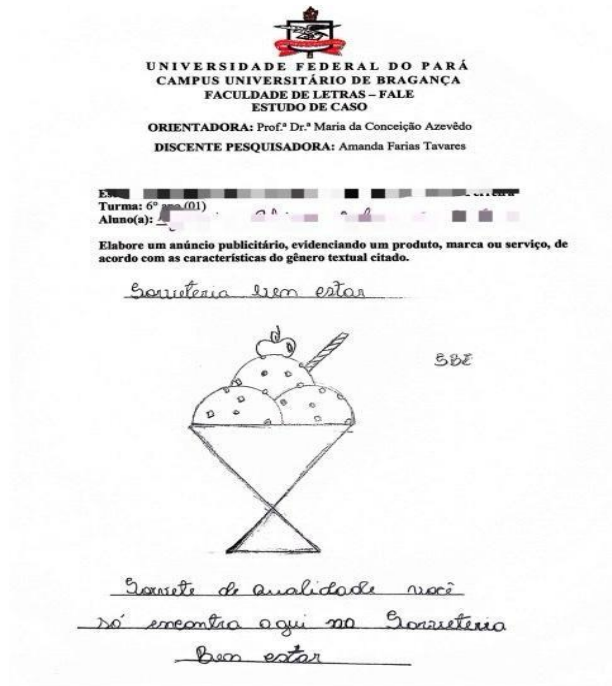 UNIVERSIDADE FEDERAL DO PARÁ
CAMPUS UNIVERSITÁRIO DE BRAGANÇA
FACULDADE DE LETRAS – FALE
ESTUDO DE CASO
ORIENTADORA: Prof.ª Dr.ª Maria da Conceição Azevêdo
DISCENTE PESQUISADORA: Amanda Farias Tavares
Turma: 6º ano (01)
Aluno(a):
Elabore um anúncio publicitário, evidenciando um produto, marca ou serviço, de
acordo com as características do gênero textual citado.
Sorveteria bem estar
SBE
Sorvete de qualidade você
só encontra aqui na Sorveteria
Bem estar